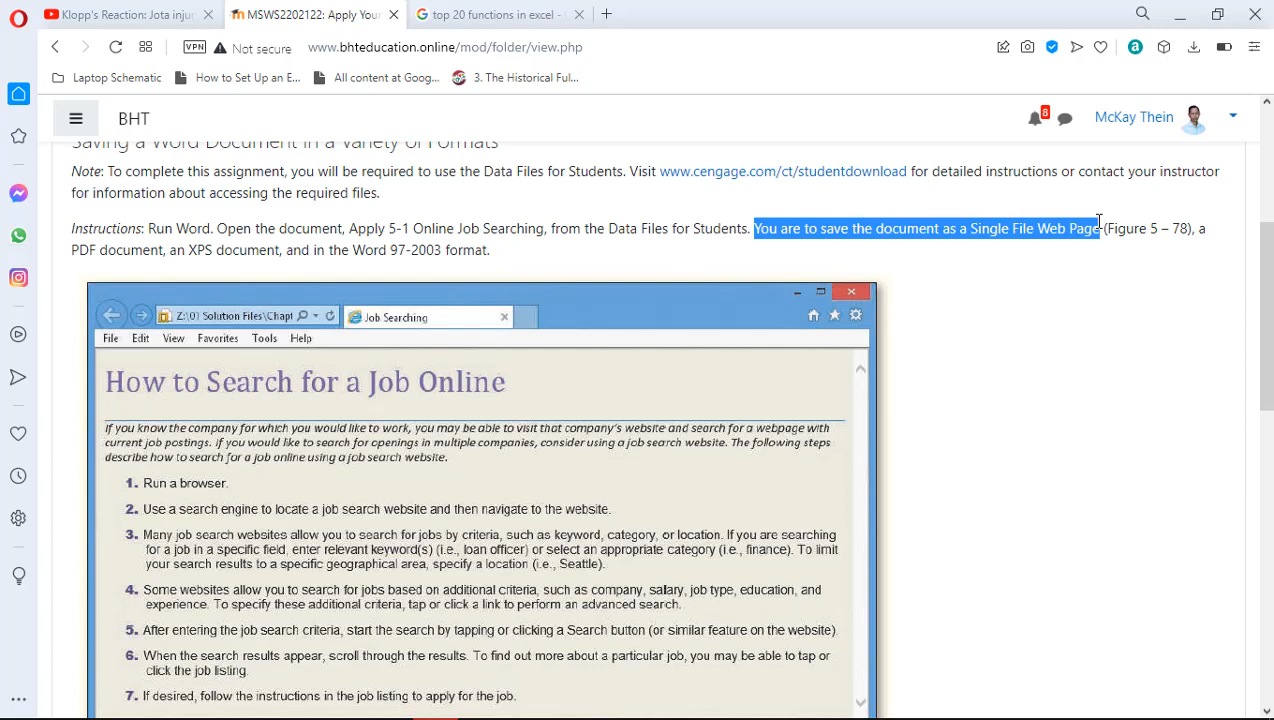 Klopp's Reaction: Jota injur
MSWS2202122: Apply You
top 20 functions in excel -
VPN
Not secure
www.bhteducation.online/mod/folder/view.php
Laptop Schematic
How to Set Up an E...
All content at Goog...
3. The Historical Ful...
BHT
8
McKay Thein
Saving a Word Document in a Variety of Formats
Note: To complete this assignment, you will be required to use the Data Files for Students. Visit www.cengage.com/ct/studentdownload for detailed instructions or contact your instructor
for information about accessing the required files.
Instructions: Run Word. Open the document, Apply 5-1 Online Job Searching, from the Data Files for Students. You are to save the document as a Single File Web Page (Figure 5 – 78), a
PDF document, an XPS document, and in the Word 97-2003 format.
Z:\01 Solution Files\Chapt
Job Searching
File Edit View Favorites Tools Help
How to Search for a Job Online
If you know the company for which you would like to work, you may be able to visit that company's website and search for a webpage with
current job postings. If you would like to search for openings in multiple companies, consider using a job search website. The following steps
describe how to search for a job online using a job search website.
1. Run a browser.
2. Use a search engine to locate a job search website and then navigate to the website.
3. Many job search websites allow you to search for jobs by criteria, such as keyword, category, or location. If you are searching
for a job in a specific field, enter relevant keyword(s) (i.e., loan officer) or select an appropriate category (i.e., finance). To limit
your search results to a specific geographical area, specify a location (i.e., Seattle).
4. Some websites allow you to search for jobs based on additional criteria, such as company, salary, job type, education, and
experience. To specify these additional criteria, tap or click a link to perform an advanced search.
5. After entering the job search criteria, start the search by tapping or clicking a Search button (or similar feature on the website).
6. When the search results appear, scroll through the results. To find out more about a particular job, you may be able to tap or
click the job listing.
7. If desired, follow the instructions in the job listing to apply for the job.